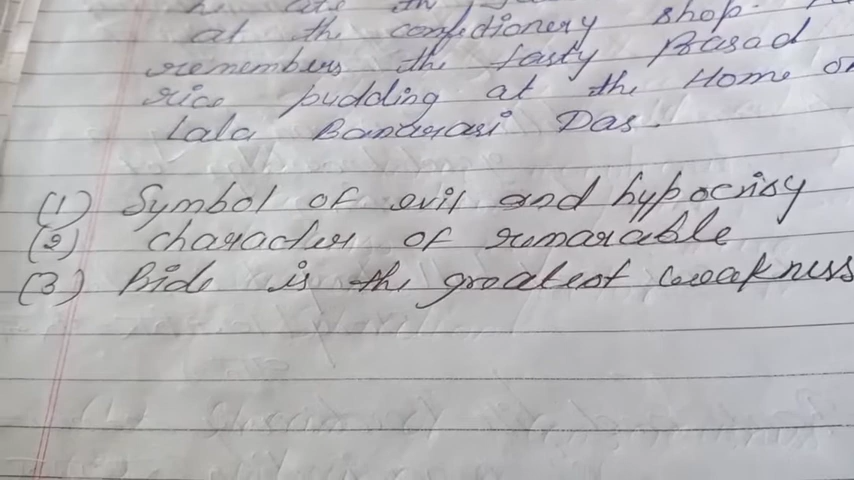 at the confectionery shop.
remembers the tasty Prasad
rice pudding at the Home of
Lala Banarasi Das.
(1) Symbol of evil and hypocrisy
(2) character of remarable
(3) Pride is the greatest weakness